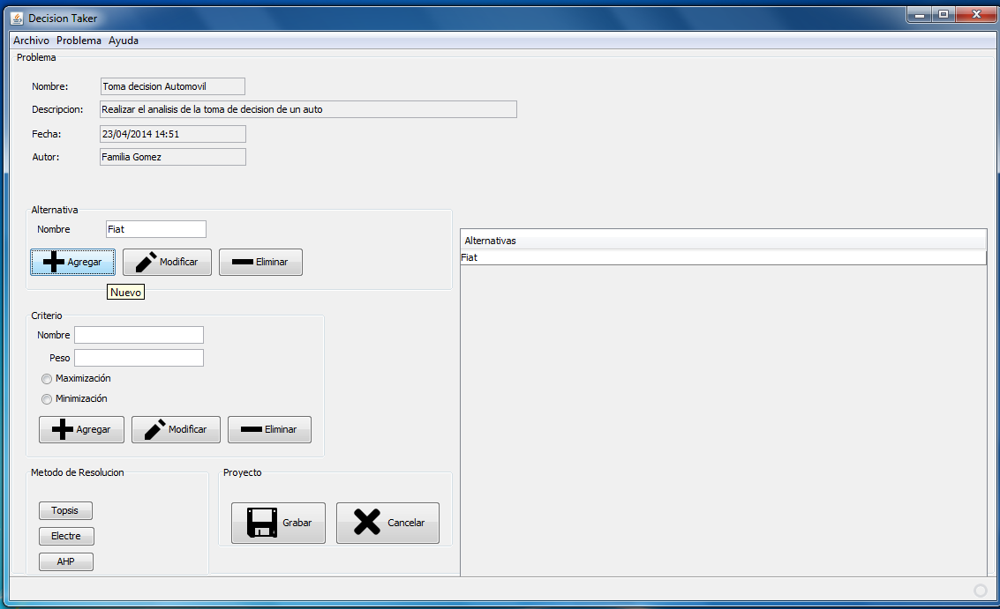 Decision Taker
Archivo Problema Ayuda
Problema
Nombre: Toma decision Automovil
Descripcion: Realizar el analisis de la toma de decision de un auto
Fecha: 23/04/2014 14:51
Autor: Familia Gomez
Alternativa
Nombre Fiat
Agregar Modificar Eliminar
Nuevo
Alternativas
Fiat
Criterio
Nombre
Peso
Maximización
Minimización
Agregar Modificar Eliminar
Metodo de Resolucion
Topsis
Electre
AHP
Proyecto
Grabar Cancelar